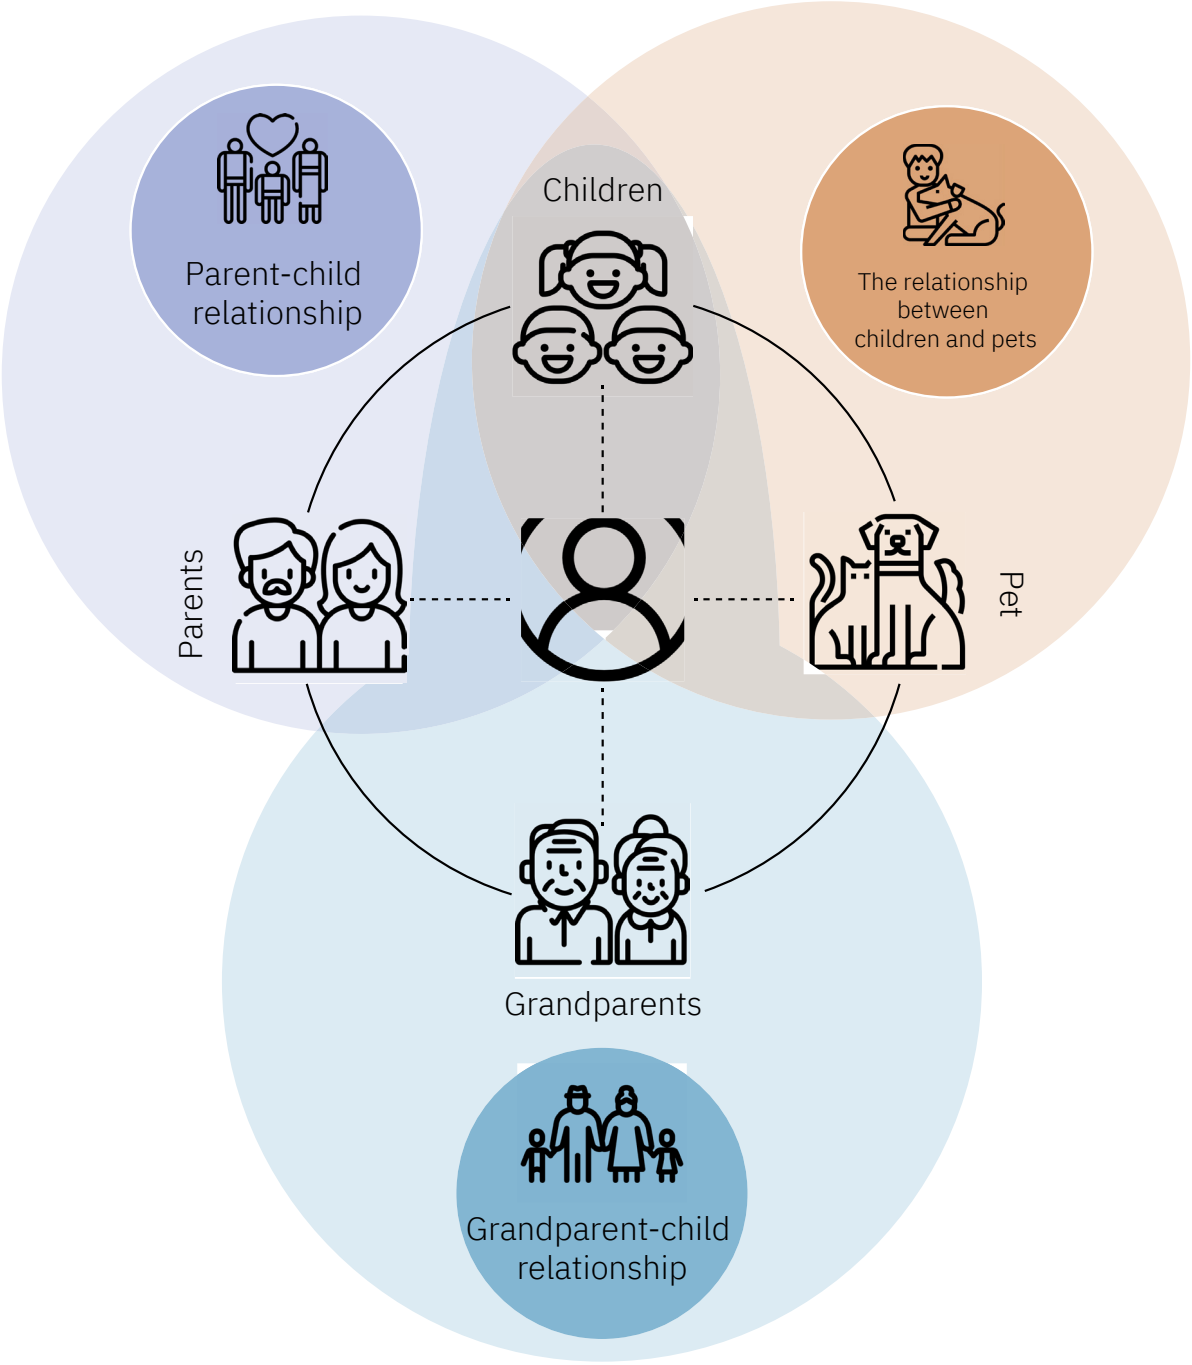 Children
Parent-child
relationship
The relationship
between
children and pets
Parents
Pet
Grandparents
Grandparent-child
relationship